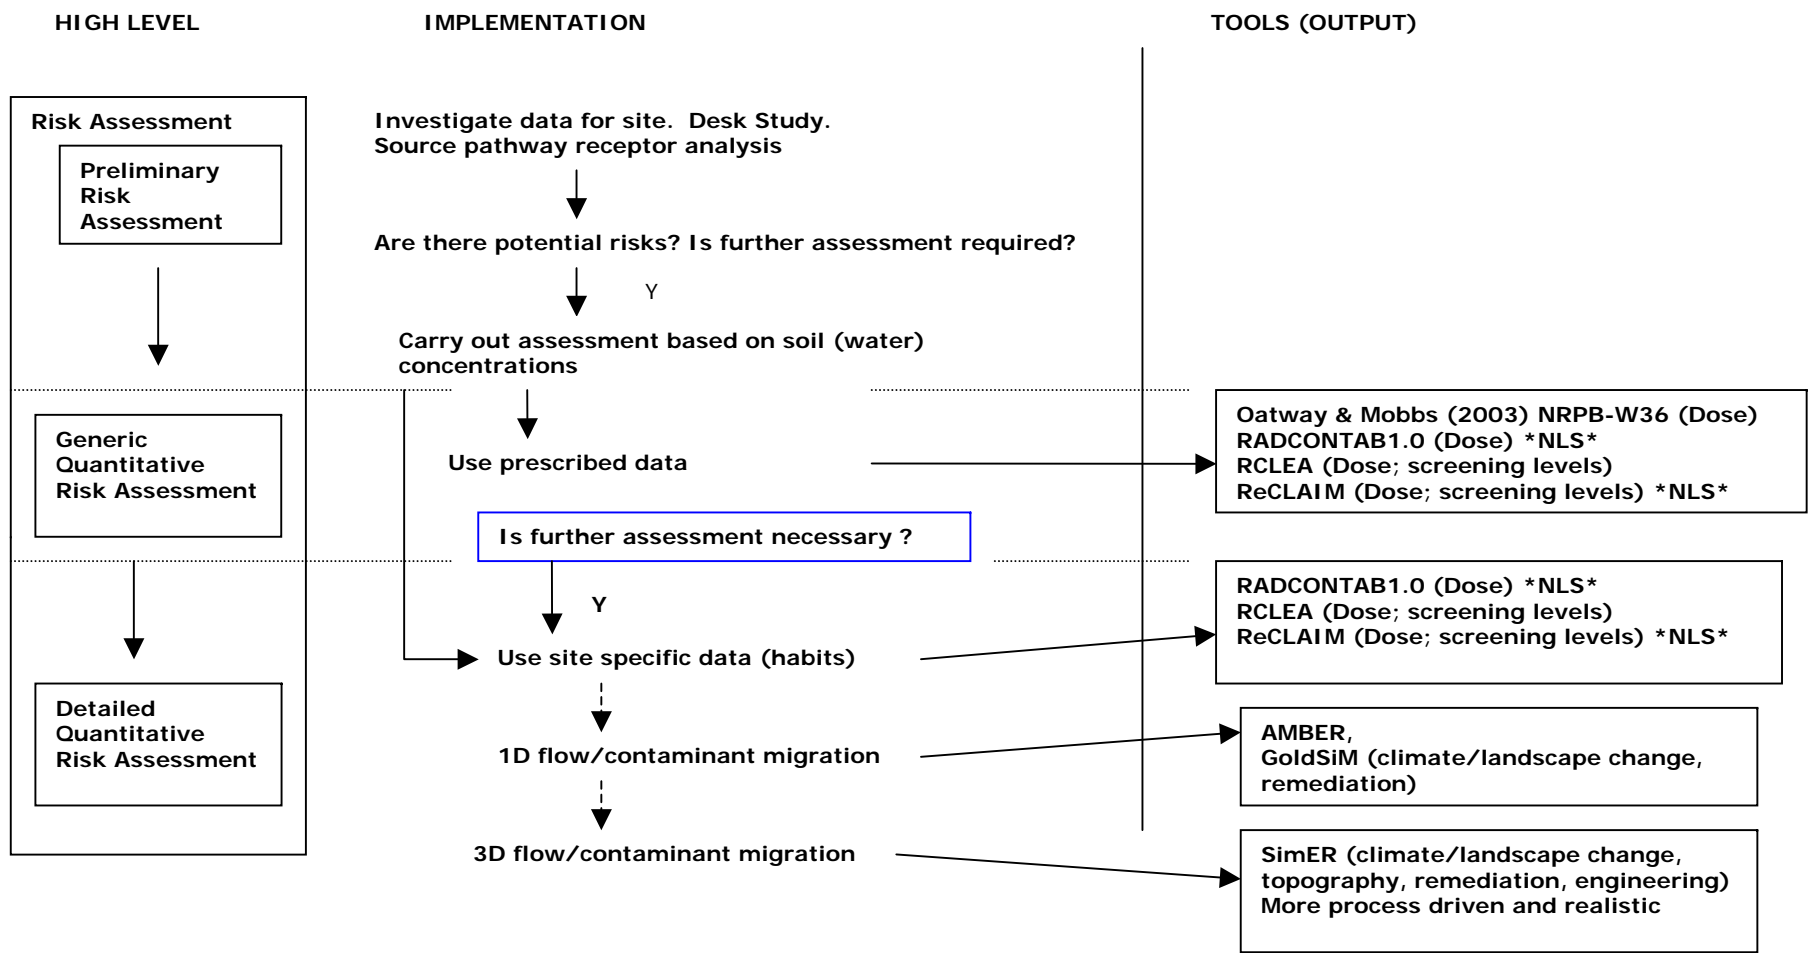 HIGH LEVEL
IMPLEMENTATION
TOOLS (OUTPUT)
Risk Assessment
Preliminary
Risk
Assessment
Investigate data for site. Desk Study.
Source pathway receptor analysis
Are there potential risks? Is further assessment required?
Y
Carry out assessment based on soil (water)
concentrations
Generic
Quantitative
Risk Assessment
Use prescribed data
Oatway & Mobbs (2003) NRPB-W36 (Dose)
RADCONTAB1.0 (Dose) *NLS*
RCLEA (Dose; screening levels)
ReCLAIM (Dose; screening levels) *NLS*
Is further assessment necessary ?
Y
Use site specific data (habits)
RADCONTAB1.0 (Dose) *NLS*
RCLEA (Dose; screening levels)
ReCLAIM (Dose; screening levels) *NLS*
Detailed
Quantitative
Risk Assessment
1D flow/contaminant migration
AMBER,
GoldSiM (climate/landscape change,
remediation)
3D flow/contaminant migration
SimER (climate/landscape change,
topography, remediation, engineering)
More process driven and realistic